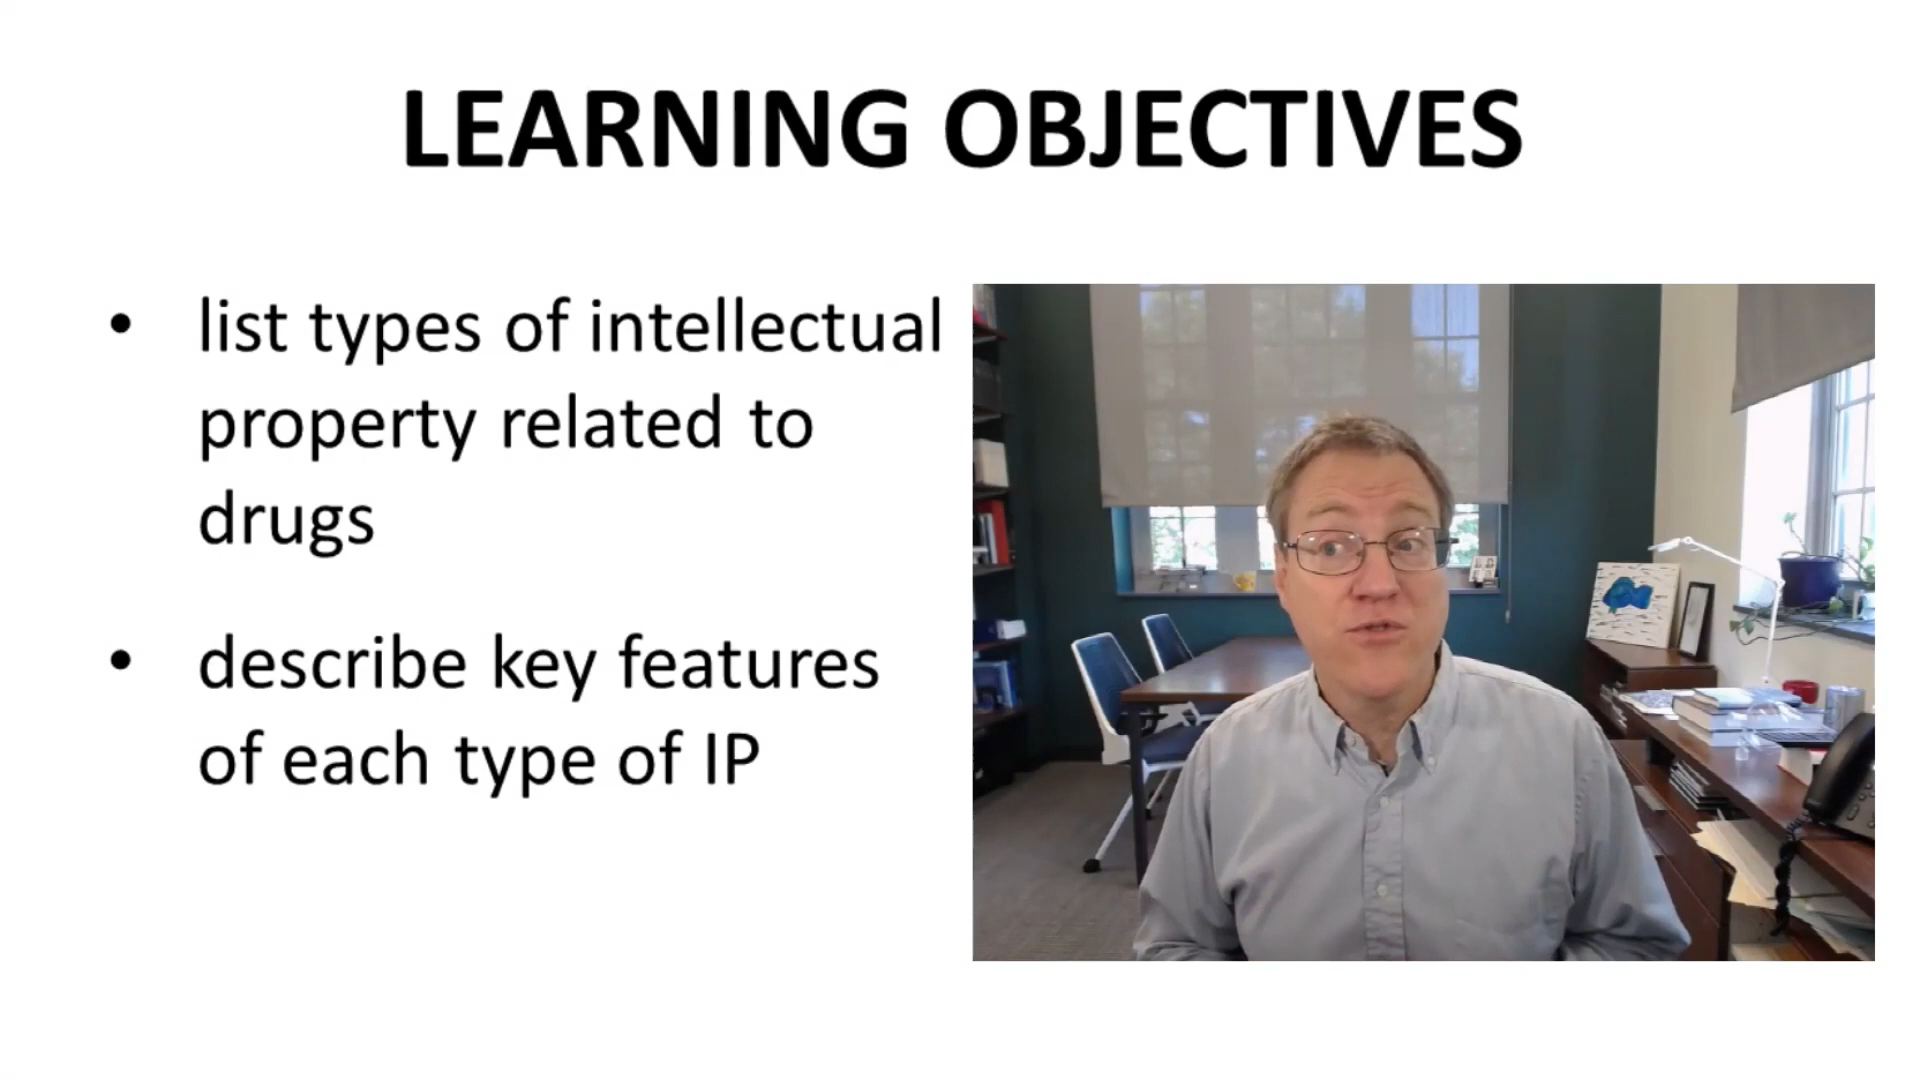 LEARNING OBJECTIVES
• list types of intellectual
property related to
drugs
• describe key features
of each type of IP